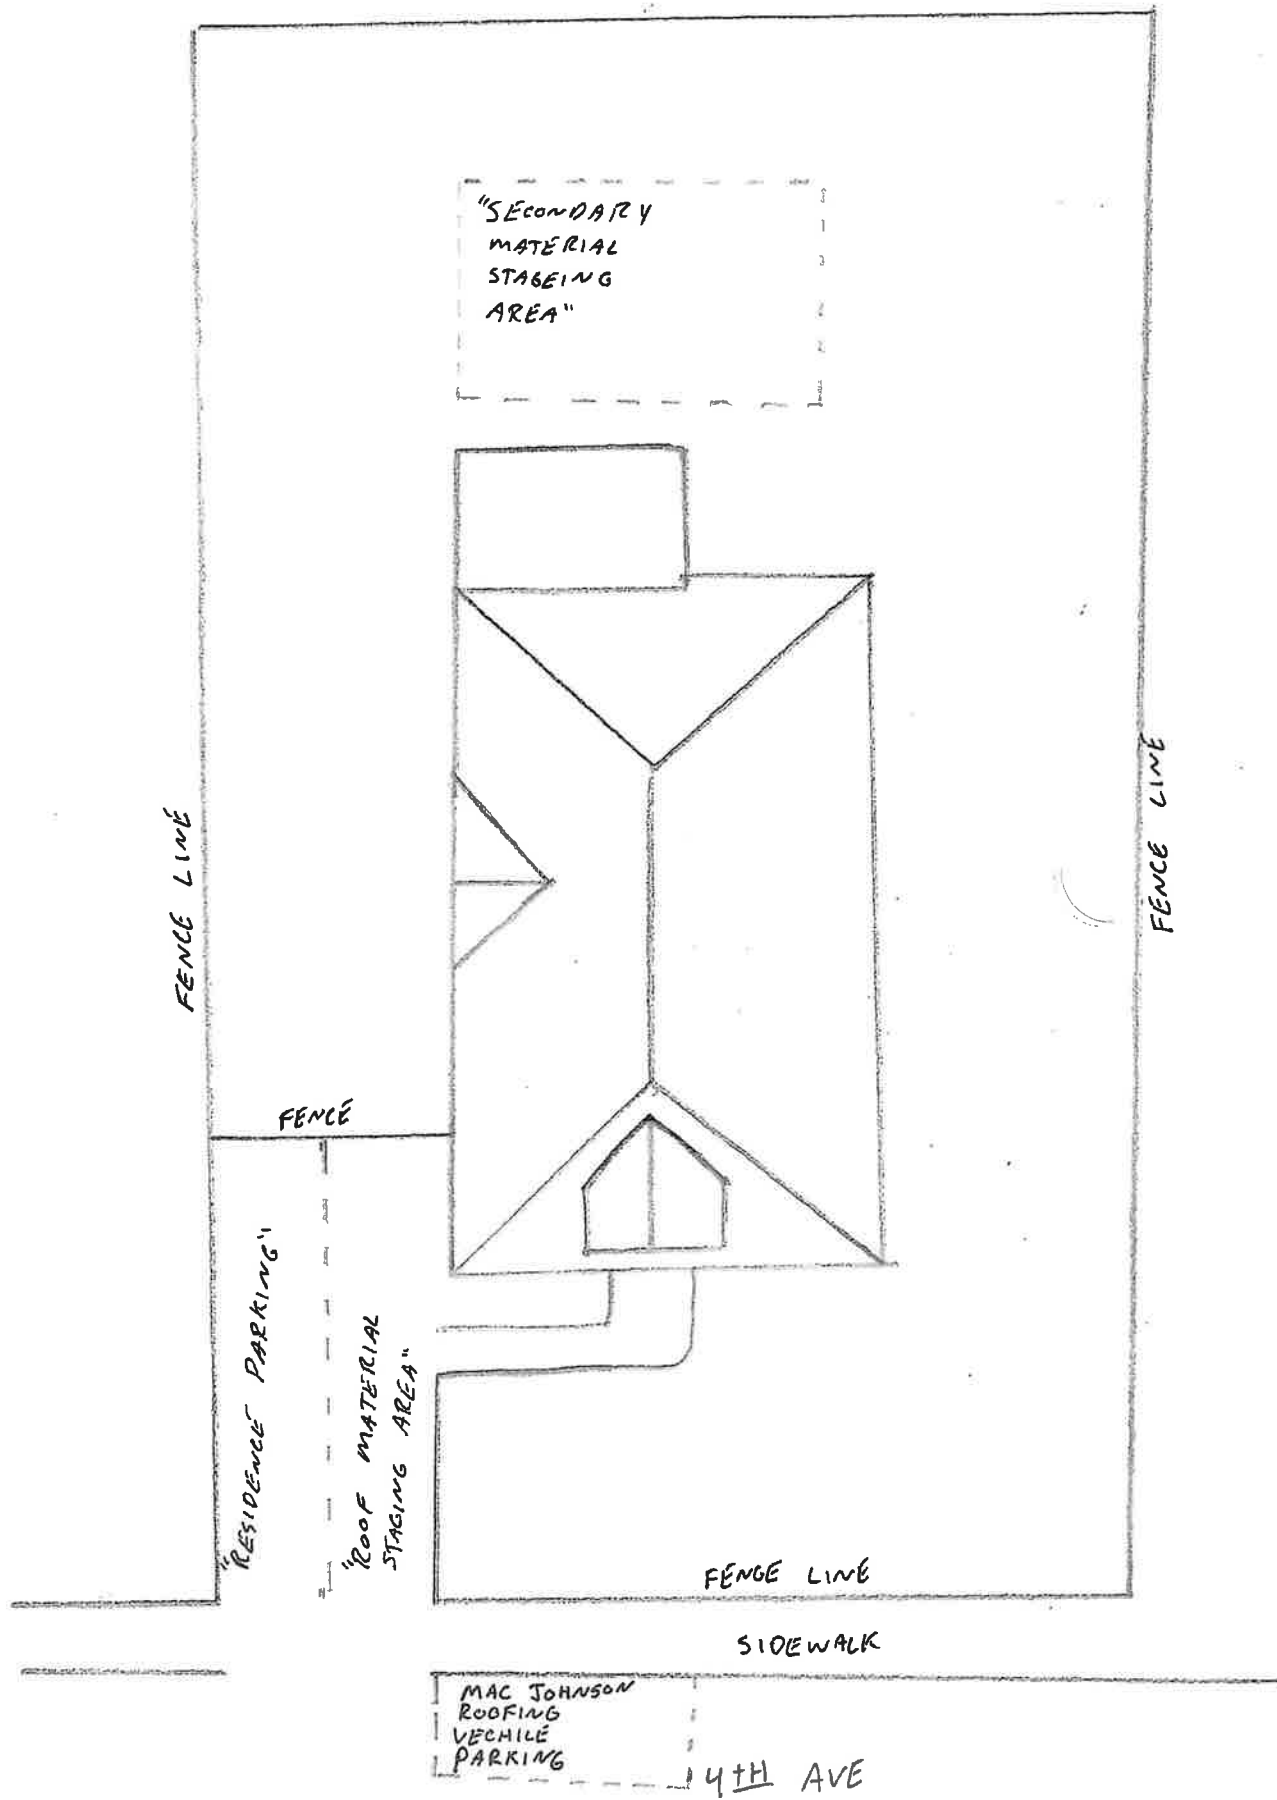 "SECONDARY
MATERIAL
STAGEING
AREA"
FENCE LINE
FENCE LINE
FENCE
"RESIDENCE PARKING"
"ROOF MATERIAL
STAGING AREA"
FENCE LINE
SIDEWALK
MAC JOHNSON
ROOFING
VECHILE
PARKING
4TH AVE